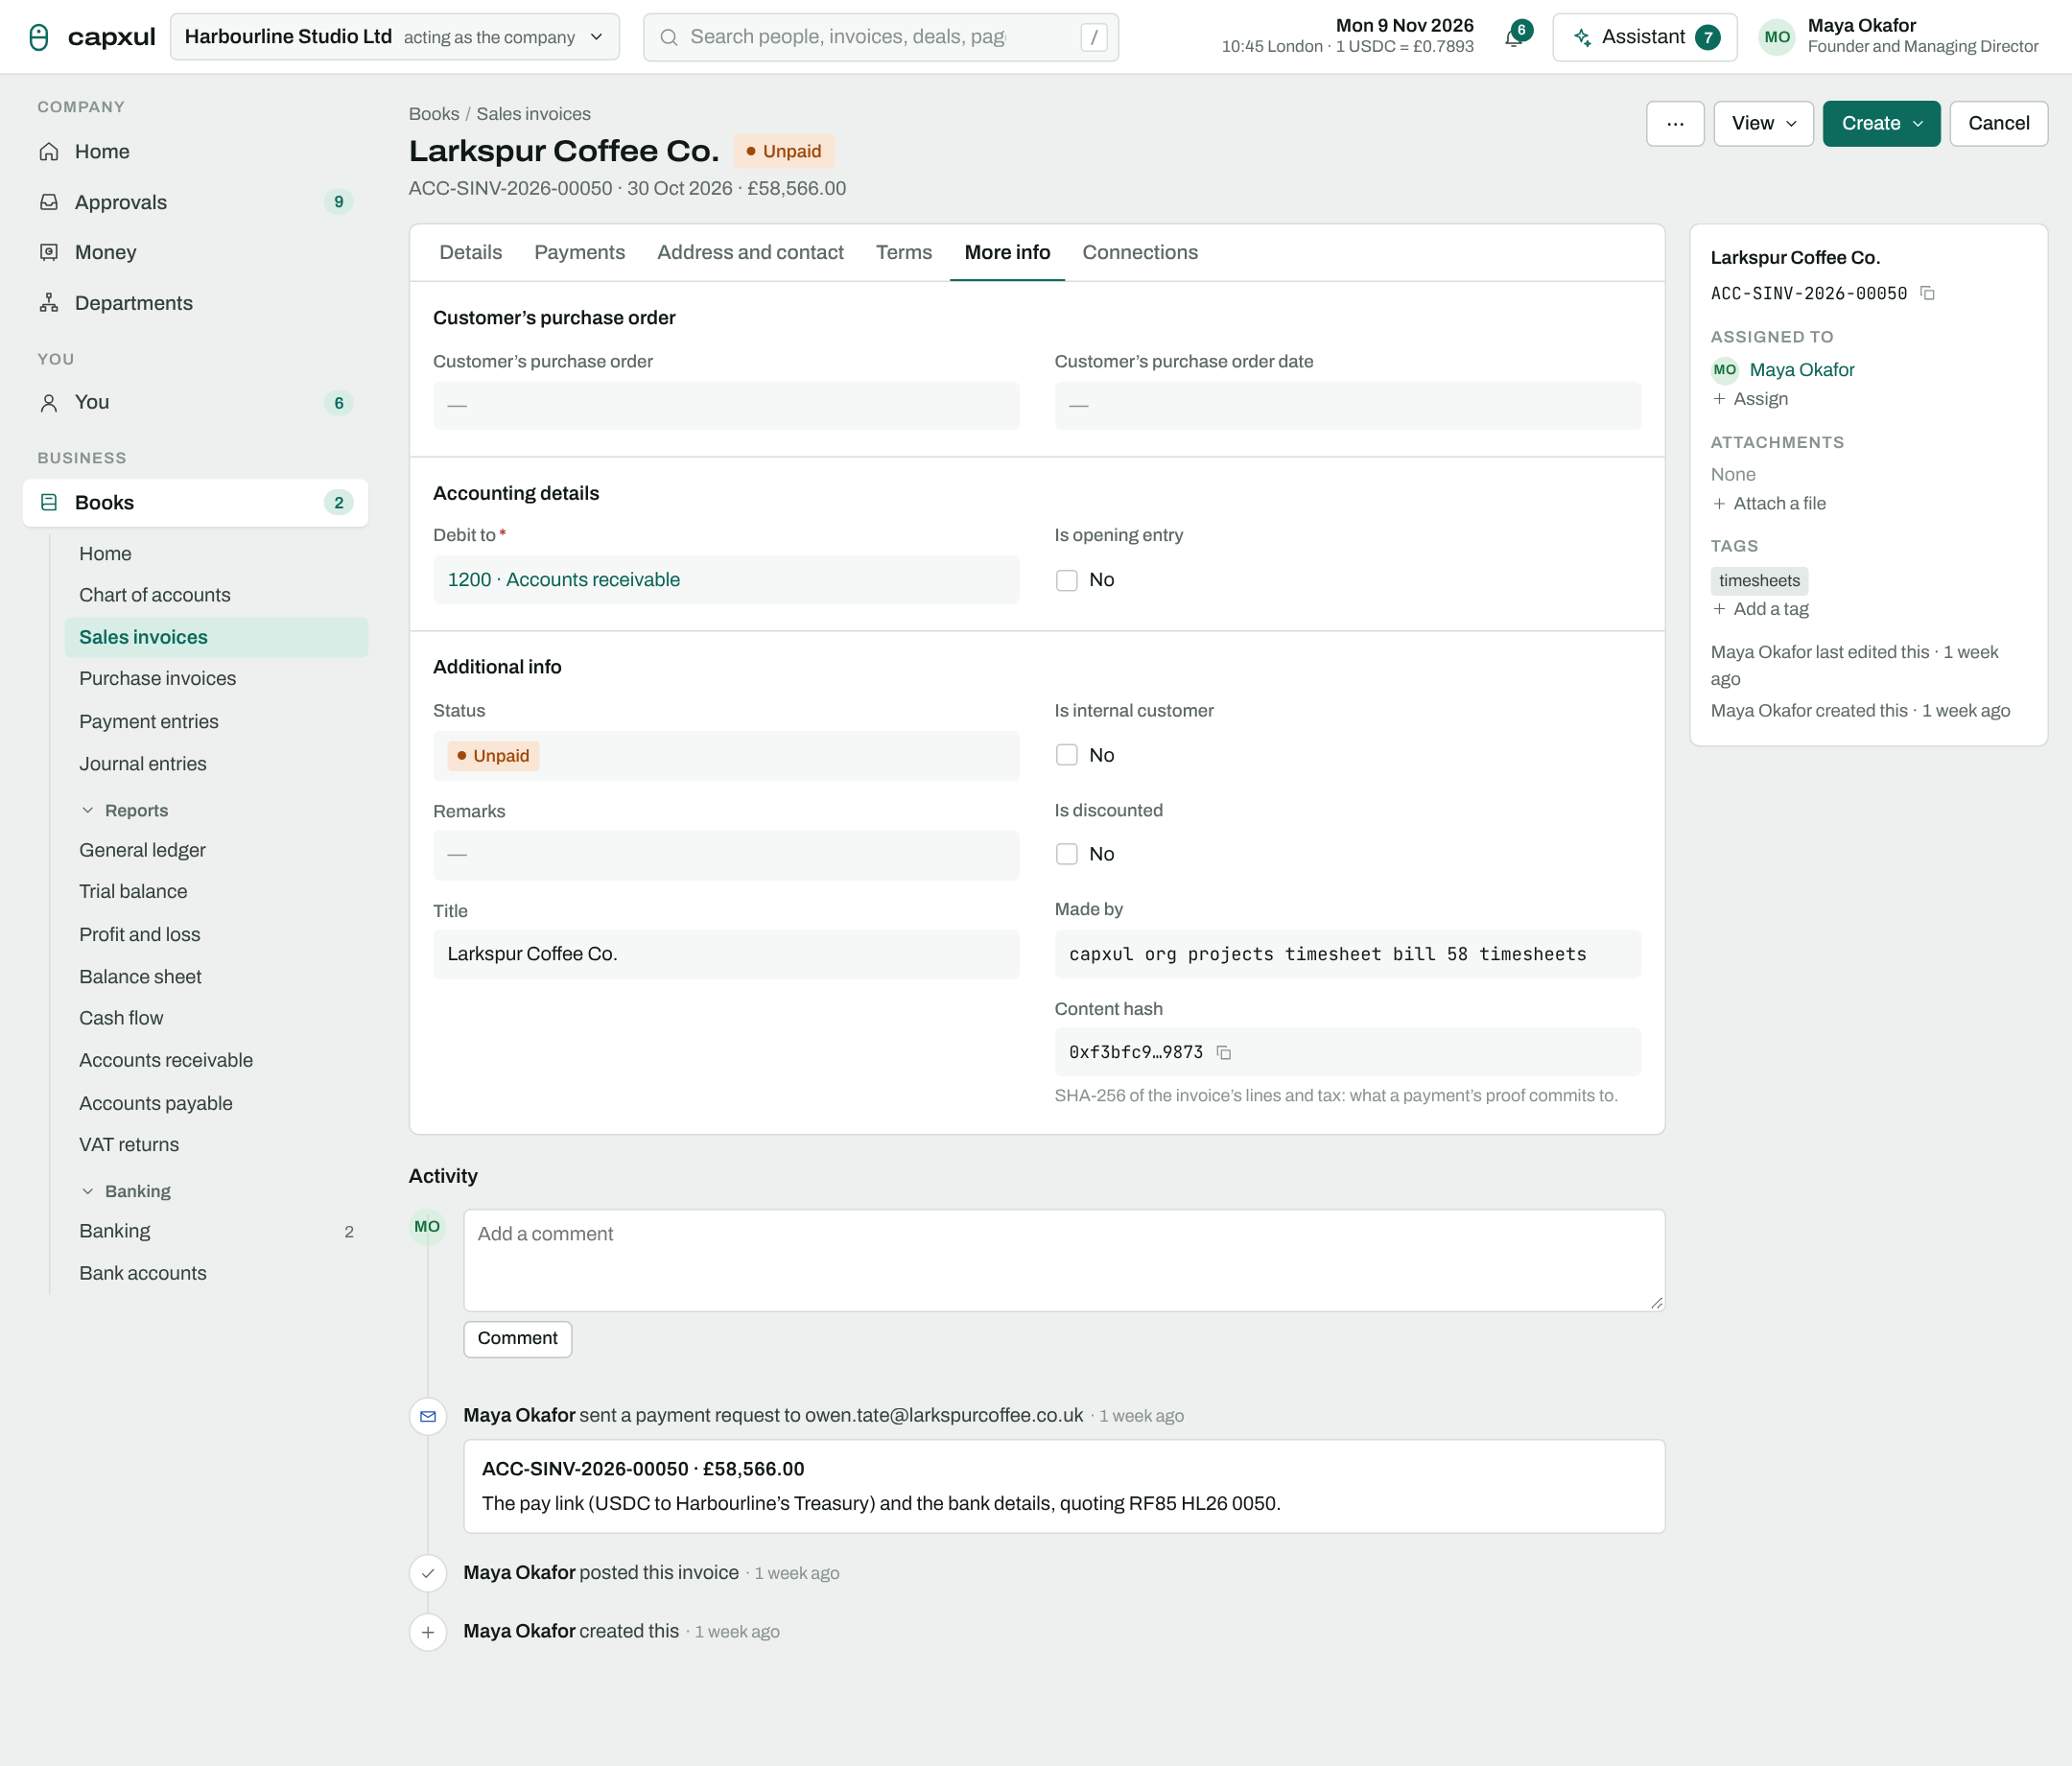 capxul
Harbourline Studio Ltd acting as the company
Search people, invoices, deals, pag
/
Mon 9 Nov 2026
10:45 London · 1 USDC = £0.7893
6
Assistant 7
MO
Maya Okafor
Founder and Managing Director
COMPANY
Home
Approvals 9
Money
Departments
YOU
You 6
BUSINESS
Books 2
Home
Chart of accounts
Sales invoices
Purchase invoices
Payment entries
Journal entries
Reports
General ledger
Trial balance
Profit and loss
Balance sheet
Cash flow
Accounts receivable
Accounts payable
VAT returns
Banking
Banking 2
Bank accounts
Books / Sales invoices
Larkspur Coffee Co. Unpaid
ACC-SINV-2026-00050 · 30 Oct 2026 · £58,566.00
... View Create Cancel
Details Payments Address and contact Terms More info Connections
Customer’s purchase order
Customer’s purchase order
—
Customer’s purchase order date
—
Accounting details
Debit to *
1200 · Accounts receivable
Is opening entry
No
Additional info
Status
Unpaid
Remarks
—
Title
Larkspur Coffee Co.
Is internal customer
No
Is discounted
No
Made by
capxul org projects timesheet bill 58 timesheets
Content hash
0xf3bfc9…9873
SHA-256 of the invoice’s lines and tax: what a payment’s proof commits to.
Larkspur Coffee Co.
ACC-SINV-2026-00050
ASSIGNED TO
MO Maya Okafor
+ Assign
ATTACHMENTS
None
+ Attach a file
TAGS
timesheets
+ Add a tag
Maya Okafor last edited this · 1 week
ago
Maya Okafor created this · 1 week ago
Activity
MO
Add a comment
Comment
Maya Okafor sent a payment request to owen.tate@larkspurcoffee.co.uk · 1 week ago
ACC-SINV-2026-00050 · £58,566.00
The pay link (USDC to Harbourline’s Treasury) and the bank details, quoting RF85 HL26 0050.
Maya Okafor posted this invoice · 1 week ago
Maya Okafor created this · 1 week ago